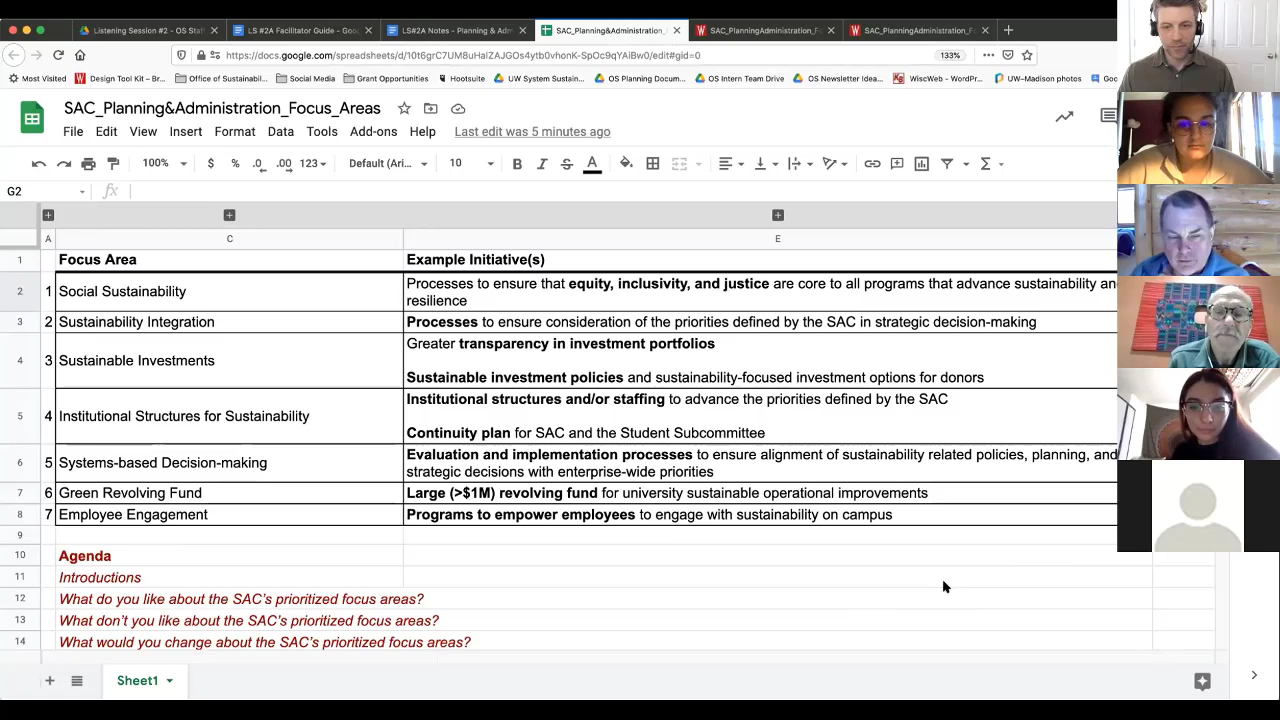 Listening Session #2 - OS Staf
LS #2A Facilitator Guide - Goo
LS#2A Notes - Planning & Adm
SAC_Planning&Administration_
SAC_PlanningAdministration_F
SAC_PlanningAdministration_F
https://docs.google.com/spreadsheets/d/10t6grC7UM8uHaIZAJGOs4ytb0vhonK-SpOc9qYAiBw0/edit#gid=0
133%
Most Visited
Design Tool Kit – Br...
Office of Sustainabil...
Social Media
Grant Opportunities
Hootsuite
UW System Sustain...
OS Planning Docum...
OS Intern Team Drive
OS Newsletter Idea...
WiscWeb - WordPr...
UW–Madison photos
Goo
SAC_Planning&Administration_Focus_Areas
File Edit View Insert Format Data Tools Add-ons Help Last edit was 5 minutes ago
100% $ % .0 .00 123 Default (Ari... 10 B I S A
G2 fx
A C E
1 Focus Area Example Initiative(s)
2 1 Social Sustainability Processes to ensure that equity, inclusivity, and justice are core to all programs that advance sustainability and
resilience
3 2 Sustainability Integration Processes to ensure consideration of the priorities defined by the SAC in strategic decision-making
4 3 Sustainable Investments Greater transparency in investment portfolios
Sustainable investment policies and sustainability-focused investment options for donors
5 4 Institutional Structures for Sustainability Institutional structures and/or staffing to advance the priorities defined by the SAC
Continuity plan for SAC and the Student Subcommittee
6 5 Systems-based Decision-making Evaluation and implementation processes to ensure alignment of sustainability related policies, planning, and
strategic decisions with enterprise-wide priorities
7 6 Green Revolving Fund Large (>$1M) revolving fund for university sustainable operational improvements
8 7 Employee Engagement Programs to empower employees to engage with sustainability on campus
9
10 Agenda
11 Introductions
12 What do you like about the SAC's prioritized focus areas?
13 What don't you like about the SAC's prioritized focus areas?
14 What would you change about the SAC's prioritized focus areas?
Sheet1